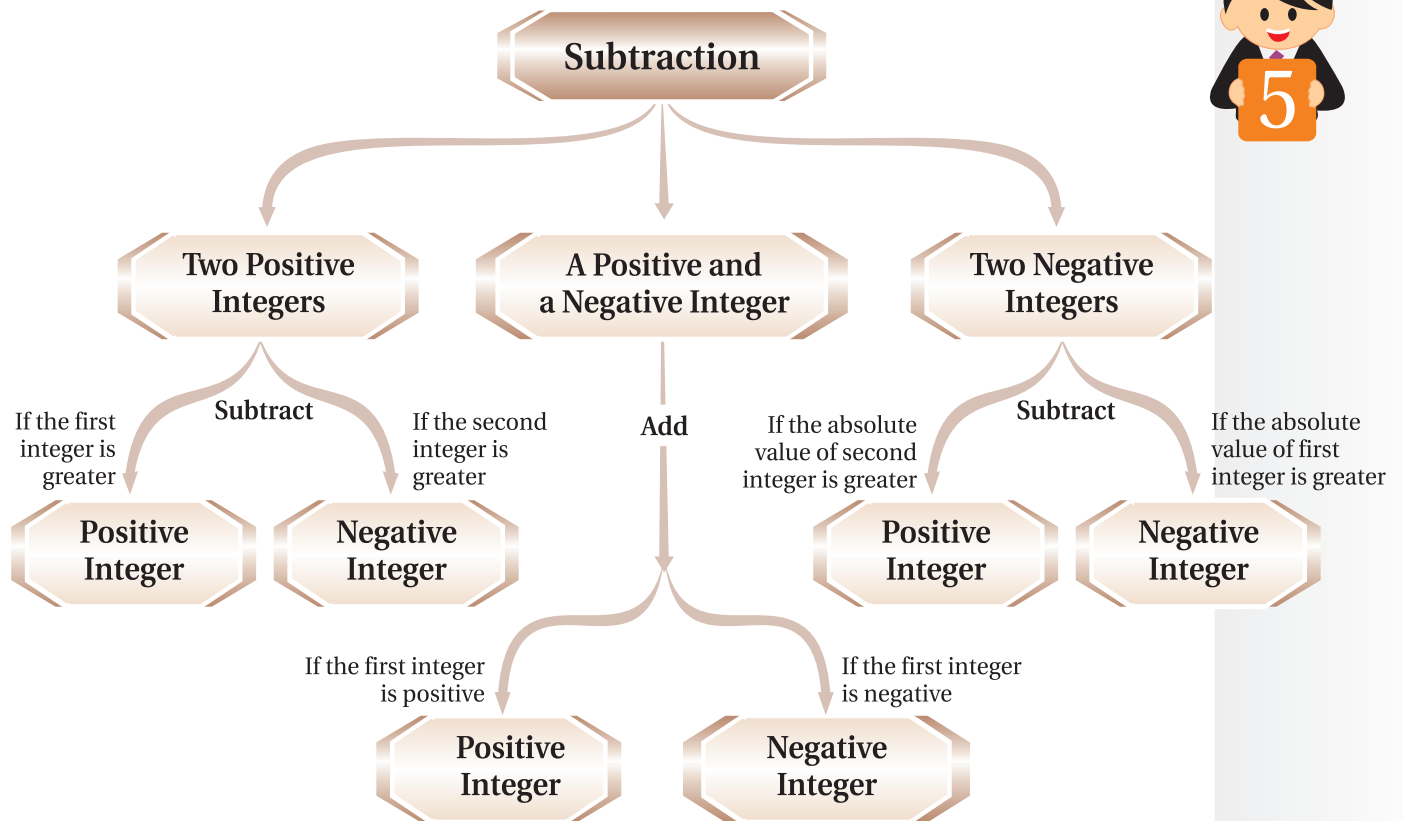 Subtraction
5
Two Positive
Integers
A Positive and
a Negative Integer
Two Negative
Integers
If the first
integer is
greater
Subtract
If the second
integer is
greater
Add
If the absolute
value of second
integer is greater
Subtract
If the absolute
value of first
integer is greater
Positive
Integer
Negative
Integer
Positive
Integer
Negative
Integer
If the first integer
is positive
If the first integer
is negative
Positive
Integer
Negative
Integer